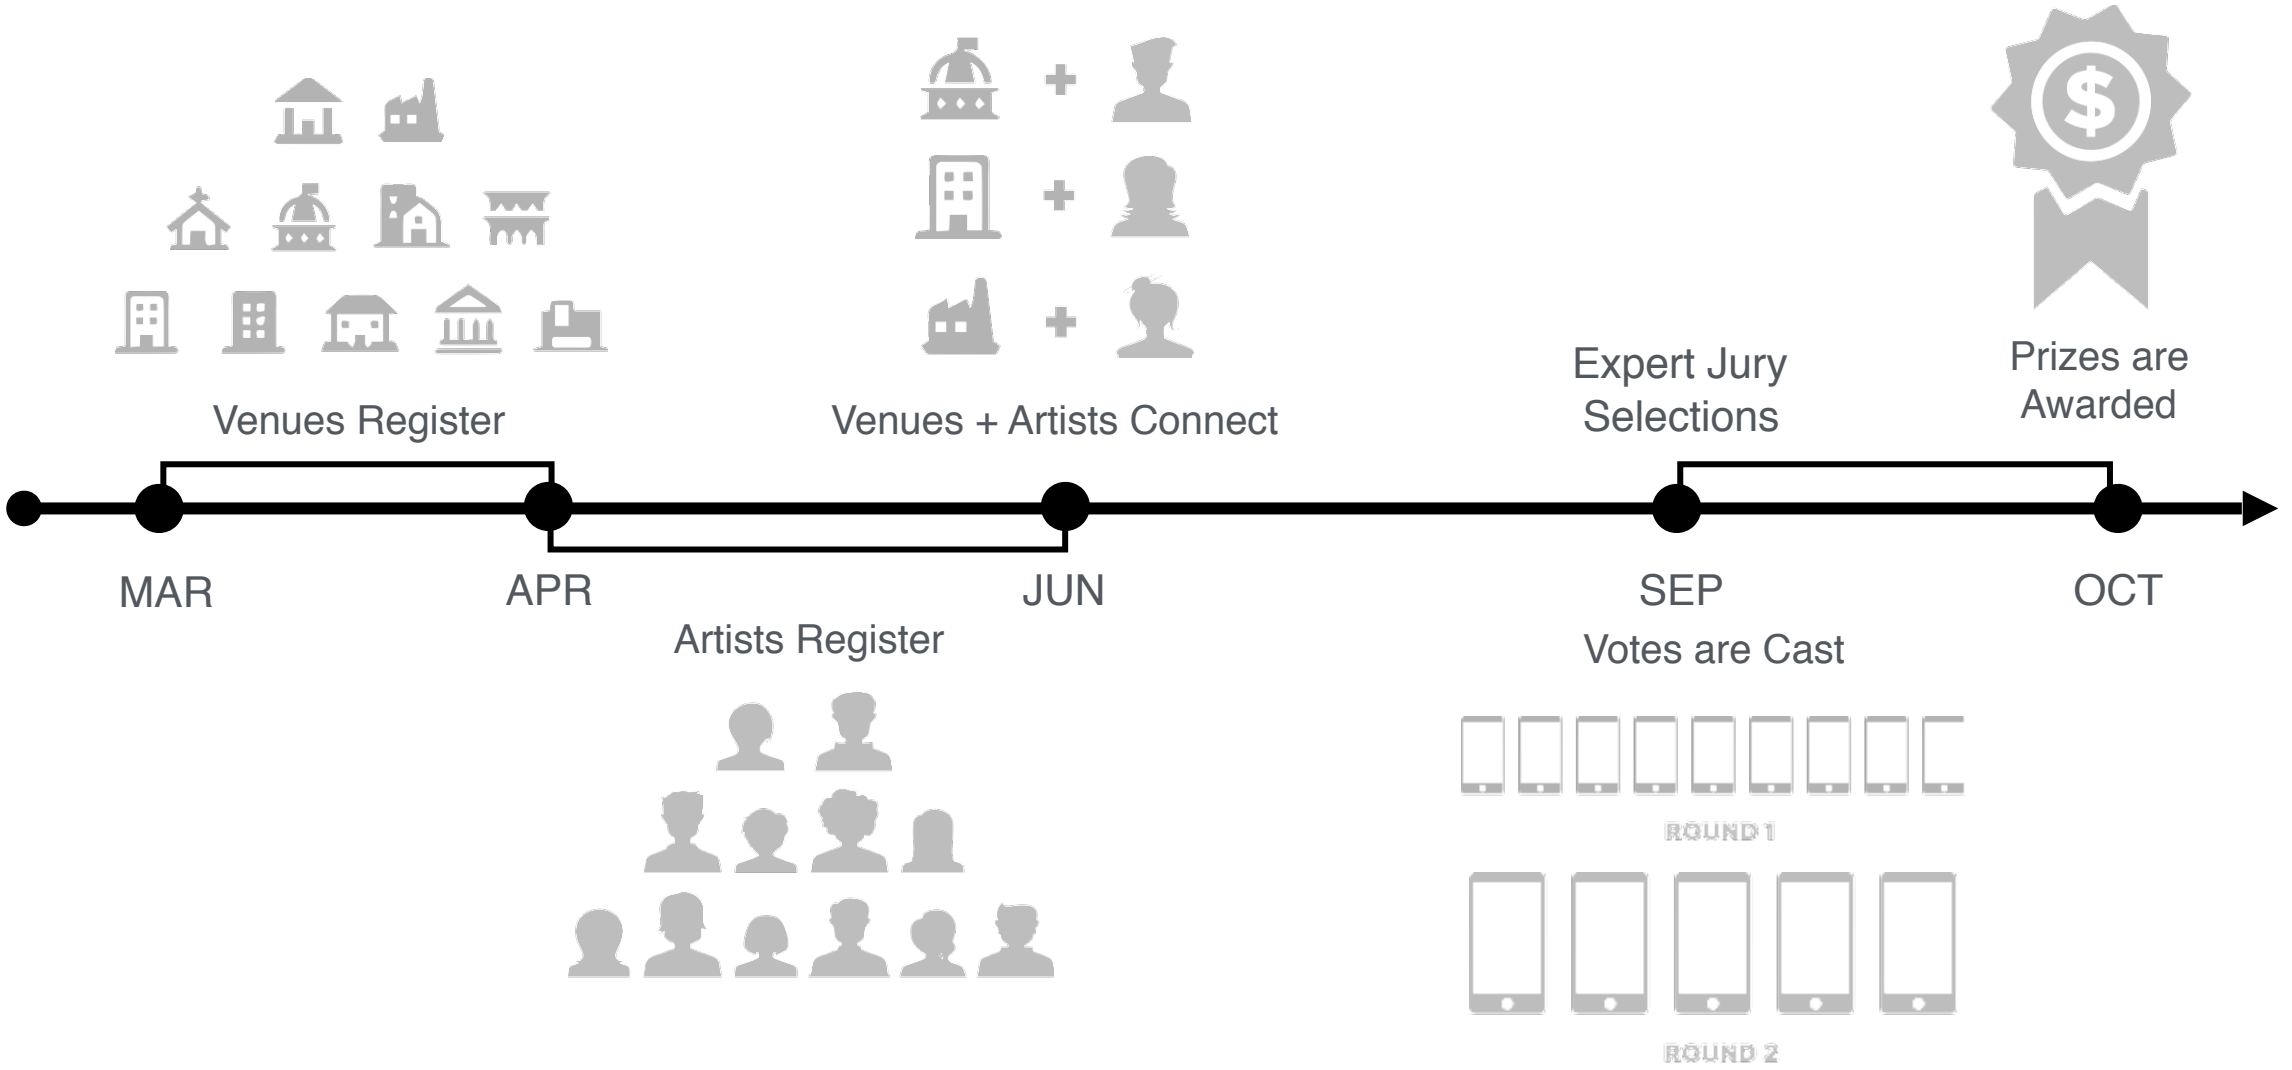 $
Expert Jury
Selections
Prizes are
Awarded
Venues Register
Venues + Artists Connect
MAR
APR
JUN
SEP
OCT
Artists Register
Votes are Cast
ROUND 1
ROUND 2